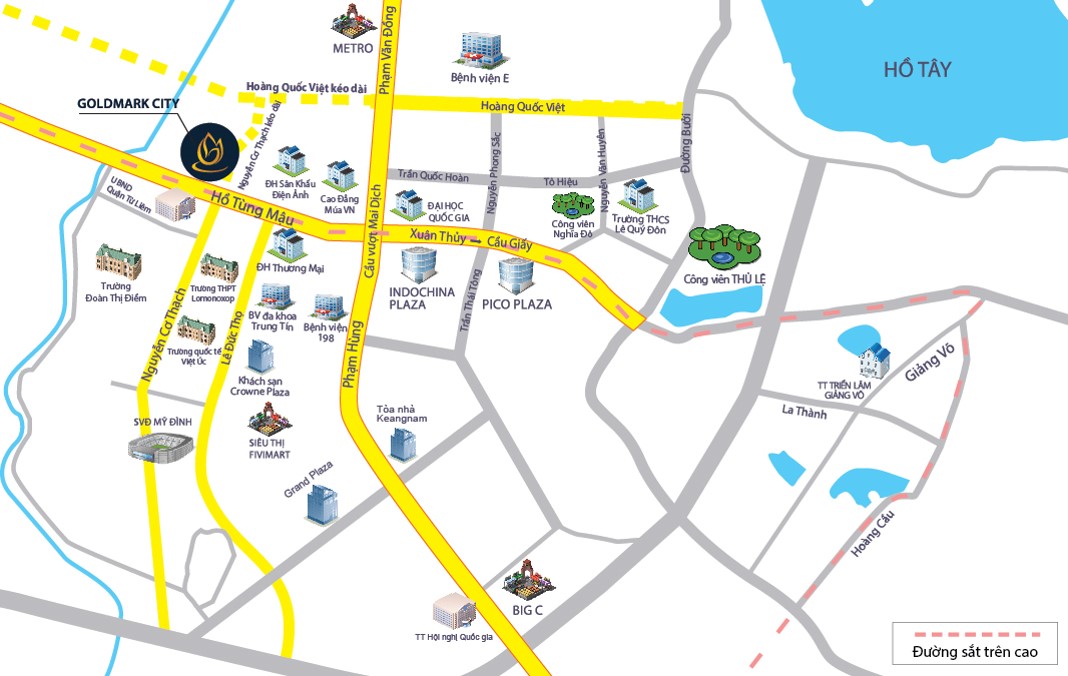 METRO
Phạm Văn Đồng
Bệnh viện E
HỒ TÂY
Hoàng Quốc Việt kéo dài
GOLDMARK CITY
Hoàng Quốc Việt
Nguyễn Cơ Thạch kéo dài
Nguyễn Phong Sắc
Nguyễn Văn Huyên
Đường Bưởi
Trần Quốc Hoàn
Tô Hiệu
UBND
Quận Từ Liêm
ĐH Sân Khấu
Điện Ảnh
Cao Đẳng
Múa VN
Cầu vượt Mai Dịch
ĐẠI HỌC
QUỐC GIA
Công viên
Nghĩa Đô
Trường THCS
Lê Quý Đôn
Hồ Tùng Mậu
Xuân Thủy – Cầu Giấy
ĐH Thương Mại
Công viên THỦ LỆ
Trường
Đoàn Thị Điểm
Trường THPT
Lomonoxop
INDOCHINA
PLAZA
PICO PLAZA
Trần Thái Tông
BV đa khoa
Trung Tín
Bệnh viện
198
Nguyễn Cơ Thạch
Lê Đức Thọ
Trường quốc tế
Việt Úc
Phạm Hùng
Khách sạn
Crowne Plaza
TT TRIỂN LÃM
GIẢNG VÕ
Giảng Võ
La Thành
SVĐ MỸ ĐÌNH
Tòa nhà
Keangnam
SIÊU THỊ
FIVIMART
Grand Plaza
Hoàng Cầu
BIG C
TT Hội nghị Quốc gia
Đường sắt trên cao